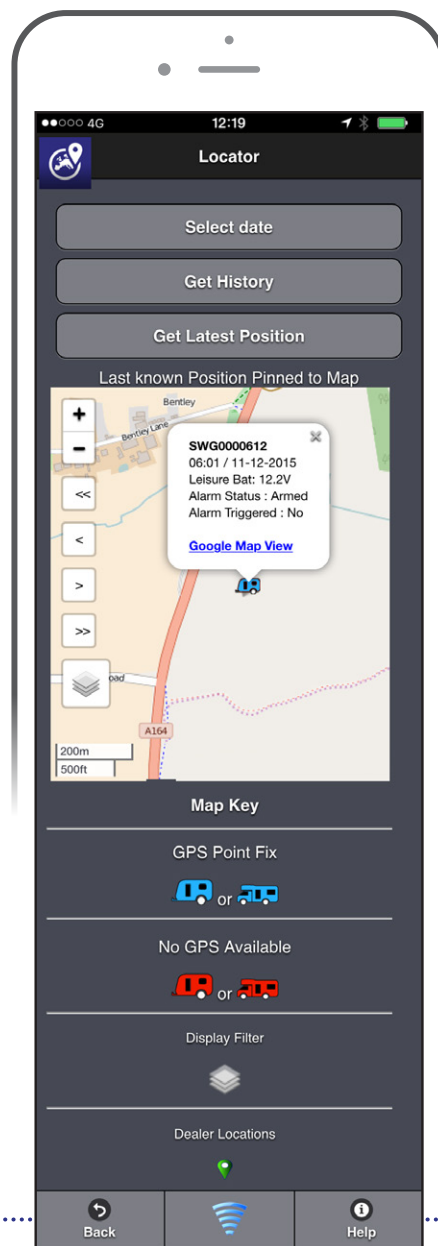 4G 12:19
Locator
Select date
Get History
Get Latest Position
Last known Position Pinned to Map
+
Bentley
Bentley Lane
-
SWG0000612
06:01 / 11-12-2015
Leisure Bat: 12.2V
Alarm Status : Armed
Alarm Triggered : No
Google Map View
<<
<
>
>>
oad
A164
200m
500ft
Map Key
GPS Point Fix
or
No GPS Available
or
Display Filter
Dealer Locations
Back Help